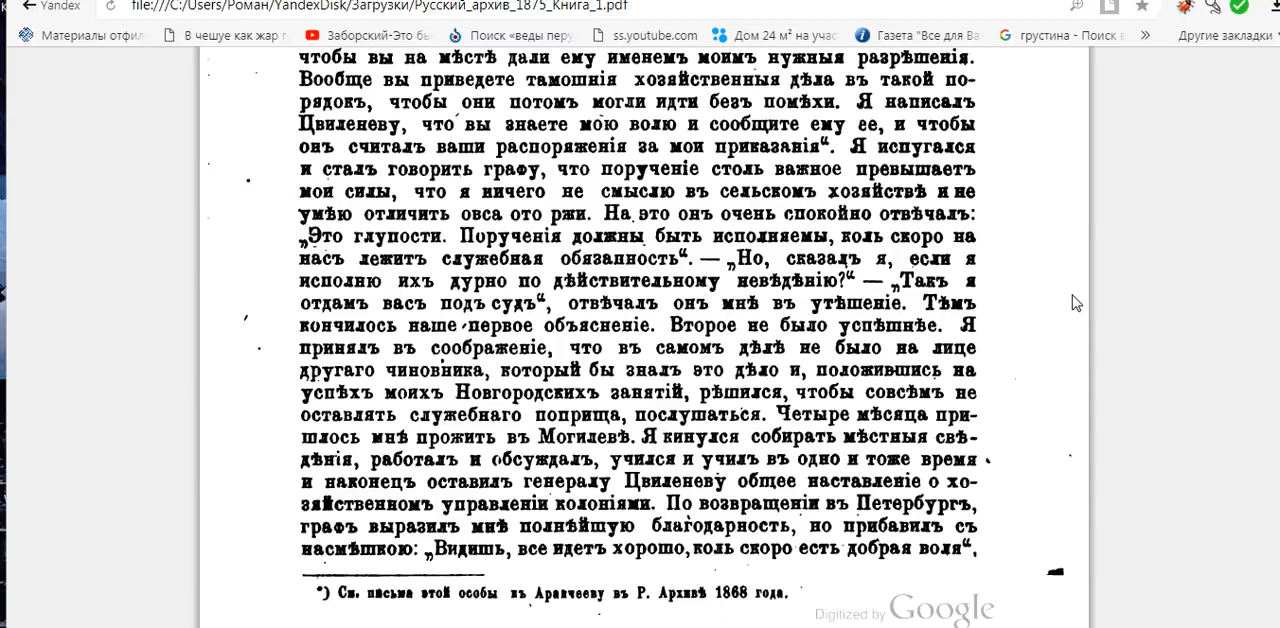 Yandex file:///C:/Users/Роман/YandexDisk/Загрузки/Русский_архив_1875_Книга_1.pdf
Материалы отфил В чешуе как жар г Заборский-Это бы Поиск «веды перу ss.youtube.com Дом 24 м² на учас Газета "Все для Ва грустина - Поиск » Другие закладки
чтобы вы на мѣстѣ дали ему именемъ моимъ нужныя разрѣшенія.
Вообще вы приведете тамошнія хозяйственныя дѣла въ такой по-
рядокъ, чтобы они потомъ могли идти безъ помѣхи. Я написалъ
Цвиленеву, что вы знаете мою волю и сообщите ему ее, и чтобы
онъ считалъ ваши распоряженія за мои приказанія“. Я испугался
и сталъ говорить графу, что порученіе столь важное превышаетъ
мои силы, что я ничего не смыслю въ сельскомъ хозяйствѣ и не
умѣю отличить овса ото ржи. На это онъ очень спокойно отвѣчалъ:
„Это глупости. Порученія должны быть исполняемы, коль скоро на
насъ лежитъ служебная обязанность“. — „Но, сказалъ я, если я
исполню ихъ дурно по дѣйствительному невѣдѣнію?“ — „Такъ я
отдамъ васъ подъ судъ“, отвѣчалъ онъ мнѣ въ утѣшеніе. Тѣмъ
кончилось наше первое объясненіе. Второе не было успѣшнѣе. Я
принялъ въ соображеніе, что въ самомъ дѣлѣ не было на лице
другаго чиновника, который бы зналъ это дѣло и, положившись на
успѣхъ моихъ Новгородскихъ занятій, рѣшился, чтобы совсѣмъ не
оставлять служебнаго поприща, послушаться. Четыре мѣсяца при-
шлось мнѣ прожить въ Могилевѣ. Я кинулся собирать мѣстныя свѣ-
дѣнія, работалъ и обсуждалъ, учился и училъ въ одно и тоже время
и наконецъ оставилъ генералу Цвиленеву общее наставленіе о хо-
зяйственномъ управленіи колоніями. По возвращеніи въ Петербургъ,
графъ выразилъ мнѣ полнѣйшую благодарность, но прибавилъ съ
насмѣшкою: „Видишь, все идетъ хорошо, коль скоро есть добрая воля“,
*) См. письма этой особы къ Аракчееву въ Р. Архивѣ 1868 года.
Digitized by Google